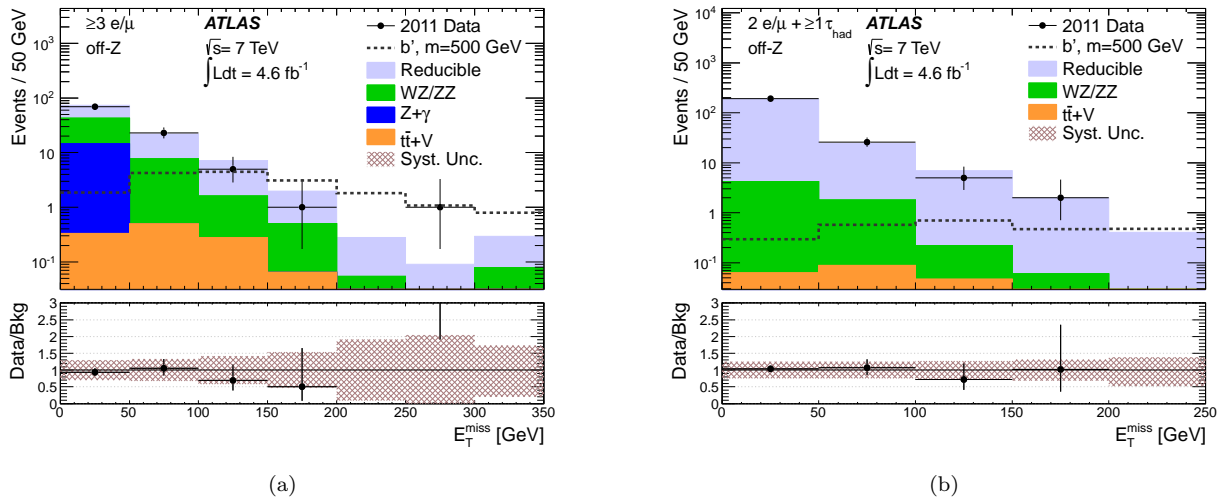 ≥3 e/μ ATLAS
off-Z
√s= 7 TeV
∫Ldt = 4.6 fb⁻¹
2011 Data
b', m=500 GeV
Reducible
WZ/ZZ
Z+γ
tt̄+V
Syst. Unc.
Events / 50 GeV
10³
10²
10
1
10⁻¹
Data/Bkg
3
2.5
2
1.5
1
0.5
0
0 50 100 150 200 250 300 350
E_T^miss [GeV]
(a)
2 e/μ + ≥1 τ_had ATLAS
off-Z
√s= 7 TeV
∫Ldt = 4.6 fb⁻¹
2011 Data
b', m=500 GeV
Reducible
WZ/ZZ
tt̄+V
Syst. Unc.
Events / 50 GeV
10⁴
10³
10²
10
1
10⁻¹
Data/Bkg
3
2.5
2
1.5
1
0.5
0
0 50 100 150 200 250
E_T^miss [GeV]
(b)